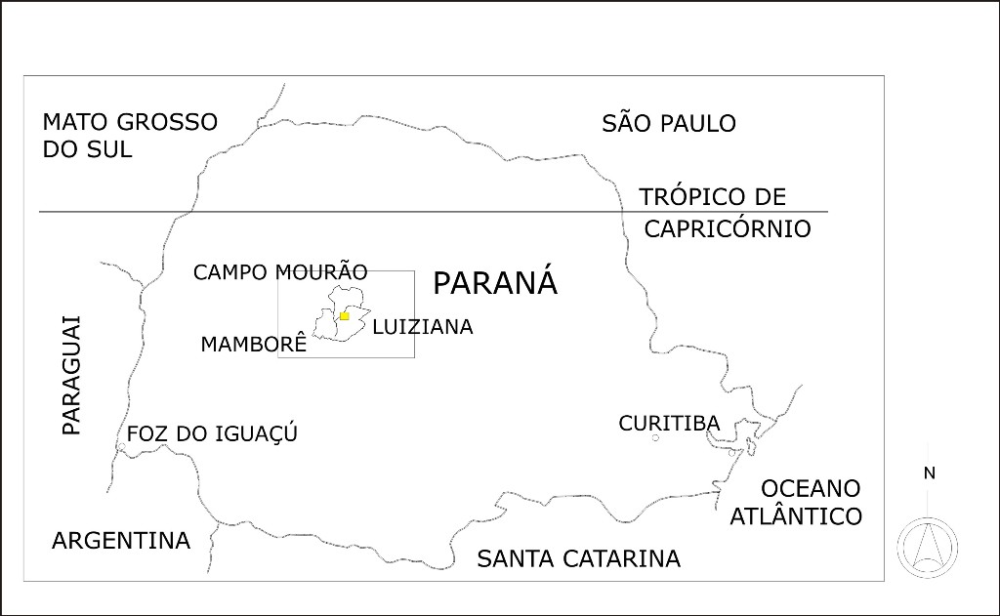 MATO GROSSO
DO SUL
SÃO PAULO
TRÓPICO DE
CAPRICÓRNIO
CAMPO MOURÃO
PARANÁ
LUIZIANA
MAMBORÊ
PARAGUAI
FOZ DO IGUAÇÚ
CURITIBA
N
OCEANO
ATLÂNTICO
ARGENTINA
SANTA CATARINA